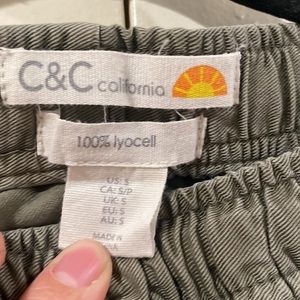 C&C california
100% lyocell
US: S
CA: S/P
UK: S
EU: S
AU: S
MADE IN